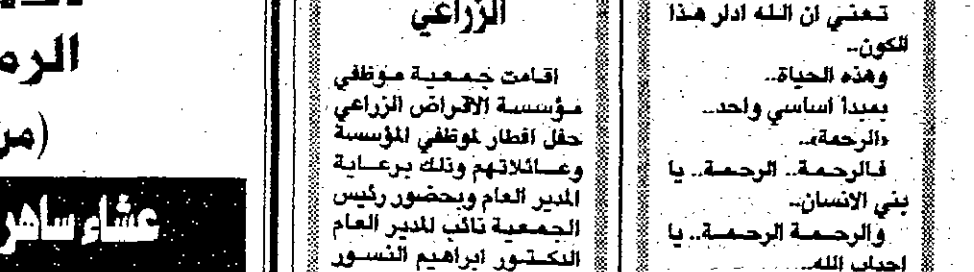 تعني ان الله ادار هذا
الكون..
وهذه الحياة..
بمبدأ اساسي واحد..
«الرحمة»..
فالرحمة.. الرحمة.. يا
بني الانسان..
والرحمة الرحمة.. يا
احباب الله..
الزراعي
اقامت جمعية موظفي
مؤسسة الاقراض الزراعي
حفل افطار لموظفي المؤسسة
وعائلاتهم وذلك برعاية
المدير العام وبحضور رئيس
الجمعية نائب المدير العام
الدكتور ابراهيم النسور
(من
عشاء ساهر